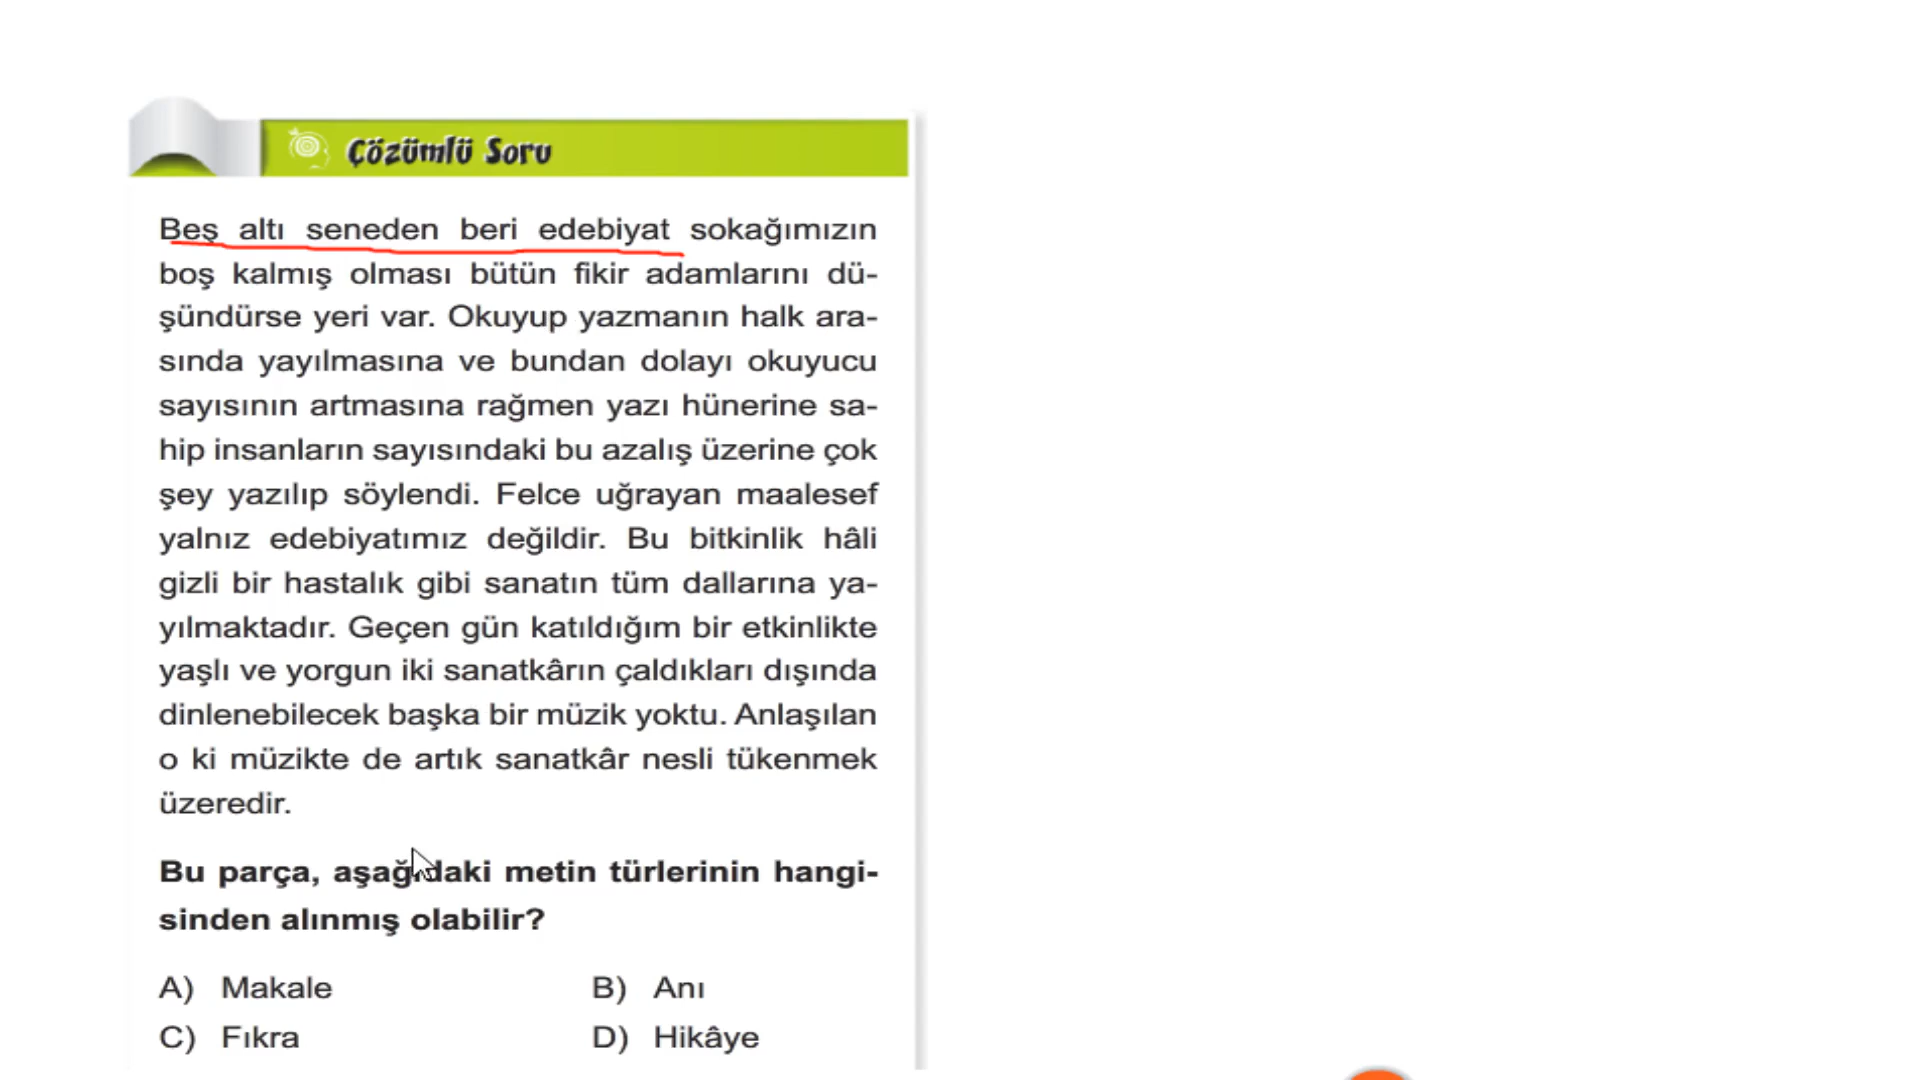 Çözümlü Soru
Beş altı seneden beri edebiyat sokağımızın
boş kalmış olması bütün fikir adamlarını dü-
şündürse yeri var. Okuyup yazmanın halk ara-
sında yayılmasına ve bundan dolayı okuyucu
sayısının artmasına rağmen yazı hünerine sa-
hip insanların sayısındaki bu azalış üzerine çok
şey yazılıp söylendi. Felce uğrayan maalesef
yalnız edebiyatımız değildir. Bu bitkinlik hâli
gizli bir hastalık gibi sanatın tüm dallarına ya-
yılmaktadır. Geçen gün katıldığım bir etkinlikte
yaşlı ve yorgun iki sanatkârın çaldıkları dışında
dinlenebilecek başka bir müzik yoktu. Anlaşılan
o ki müzikte de artık sanatkâr nesli tükenmek
üzeredir.
Bu parça, aşağıdaki metin türlerinin hangi-
sinden alınmış olabilir?
A) Makale B) Anı
C) Fıkra D) Hikâye